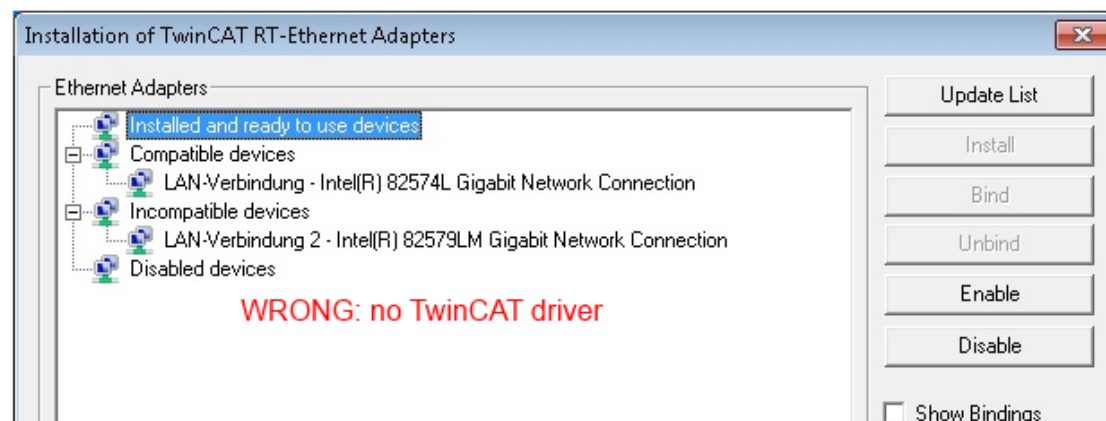 Installation of TwinCAT RT-Ethernet Adapters
Ethernet Adapters
Installed and ready to use devices
Compatible devices
LAN-Verbindung - Intel(R) 82574L Gigabit Network Connection
Incompatible devices
LAN-Verbindung 2 - Intel(R) 82579LM Gigabit Network Connection
Disabled devices
WRONG: no TwinCAT driver
Update List
Install
Bind
Unbind
Enable
Disable
Show Bindings